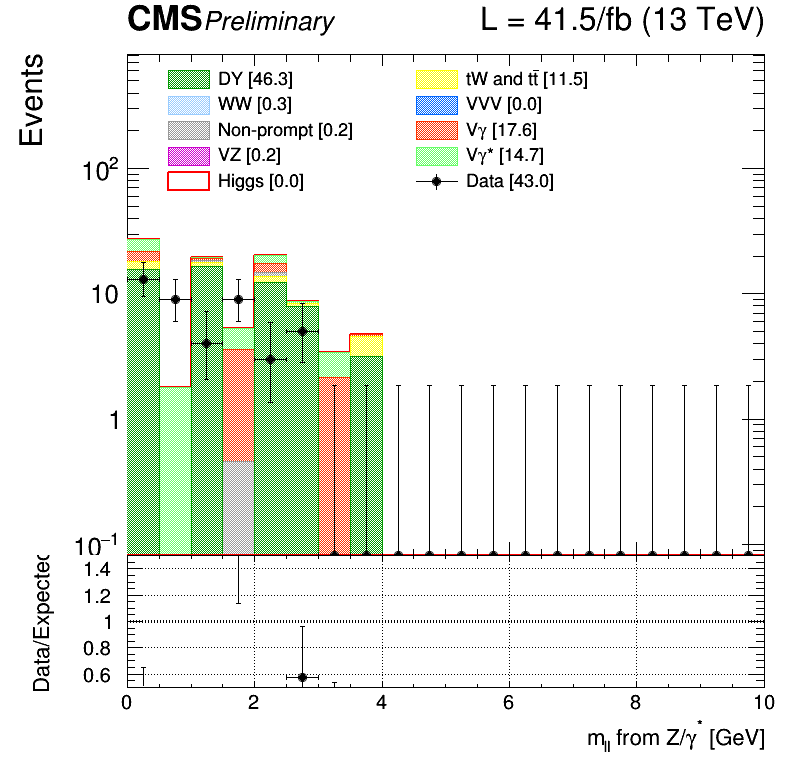 CMS Preliminary L = 41.5/fb (13 TeV)
Events
DY [46.3] tW and tt̄ [11.5]
WW [0.3] VVV [0.0]
Non-prompt [0.2] Vγ [17.6]
VZ [0.2] Vγ* [14.7]
Higgs [0.0] Data [43.0]
10²
10
1
10⁻¹
Data/Expected
1.4
1.2
1
0.8
0.6
0 2 4 6 8 10
m_ll from Z/γ* [GeV]